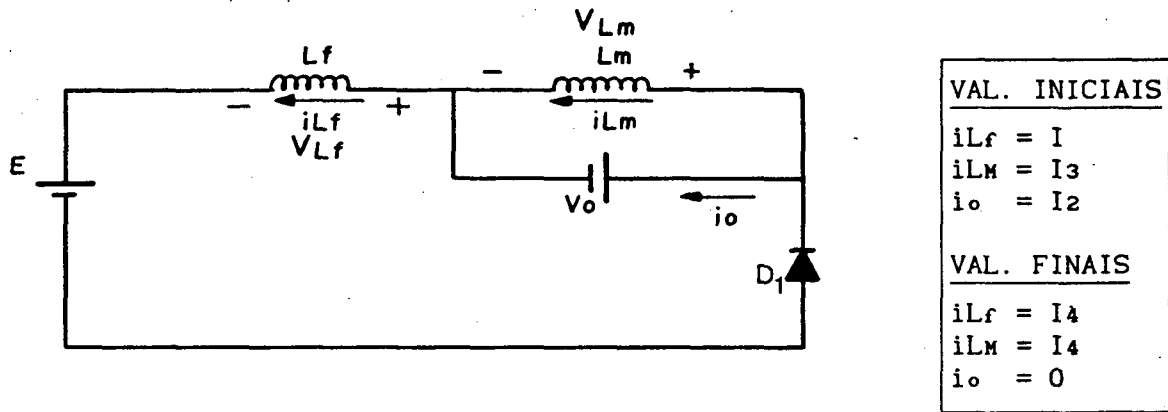 VLm
Lf
Lm
- +
- +
iLf
iLm
VLf
E
Vo
io
D1
VAL. INICIAIS
iLf = I
iLM = I3
io = I2
VAL. FINAIS
iLf = I4
iLM = I4
io = 0